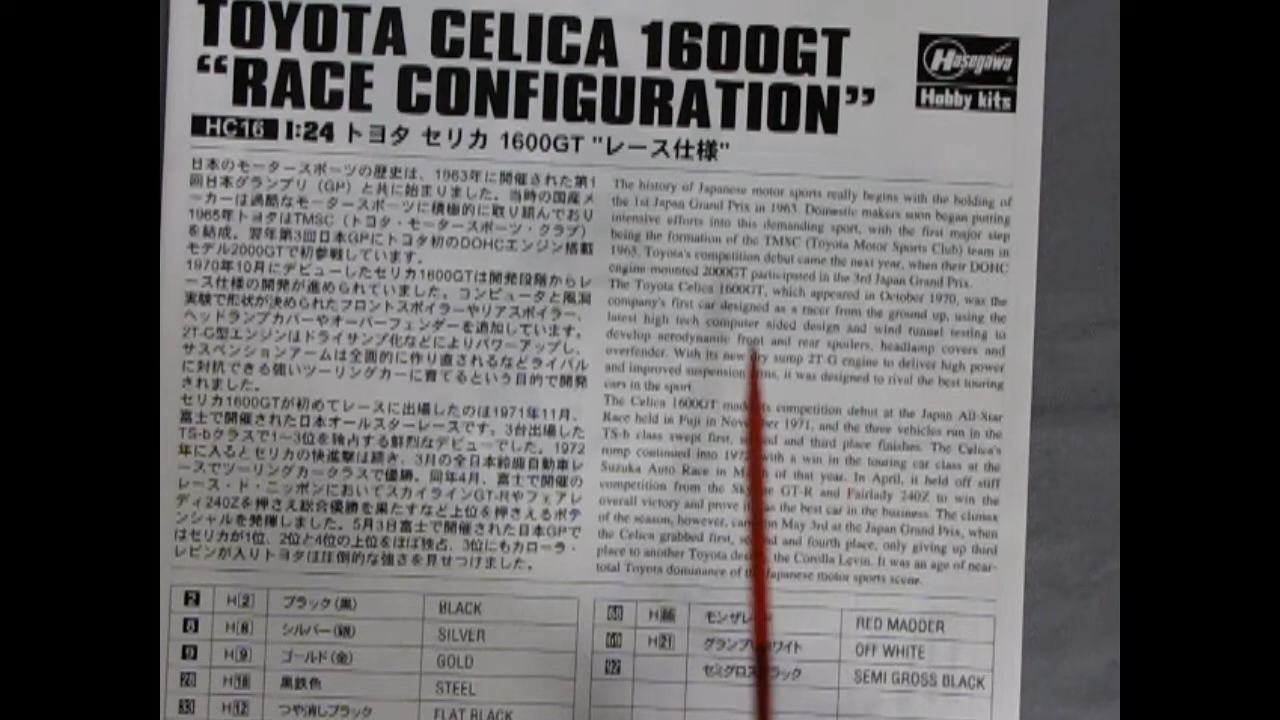 TOYOTA CELICA 1600GT
“RACE CONFIGURATION”
Hasegawa
Hobby kits
HC16 1:24 トヨタ セリカ 1600GT "レース仕様"
日本のモータースポーツの歴史は、1963年に開催された第1
回日本グランプリ（GP）と共に始まりました。当時の国産メ
ーカーは過酷なモータースポーツに積極的に取り組んでおり
1965年トヨタはTMSC（トヨタ・モータースポーツ・クラブ）
を結成。翌年第3回日本GPにトヨタ初のDOHCエンジン搭載
モデル2000GTで初参戦しています。
1970年10月にデビューしたセリカ1600GTは開発段階からレ
ース仕様の開発が進められていました。コンピュータと風洞
実験で形状が決められたフロントスポイラーやリアスポイラー、
ヘッドランプカバーやオーバーフェンダーを追加しています。
2T-G型エンジンはドライサンプ化などによりパワーアップし、
サスペンションアームは全面的に作り直されるなどライバル
に対抗できる強いツーリングカーに育てるという目的で開発
されました。
セリカ1600GTが初めてレースに出場したのは1971年11月、
富士で開催された日本オールスターレースです。3台出場した
TS-bクラスで1〜3位を独占する鮮烈なデビューでした。1972
年に入るとセリカの快進撃は続き、3月の全日本鈴鹿自動車レ
ースでツーリングカークラスで優勝。同年4月、富士で開催の
レース・ド・ニッポンにおいてスカイラインGT-Rやフェアレ
ディ240Zを押さえ総合優勝を果たすなど上位を押さえるポテ
ンシャルを発揮しました。5月3日富士で開催された日本GPで
はセリカが1位、2位と4位の上位をほぼ独占、3位にもカローラ・
レビンが入りトヨタは圧倒的な強さを見せつけました。
The history of Japanese motor sports really begins with the holding of
the 1st Japan Grand Prix in 1963. Domestic makers soon began putting
intensive efforts into this demanding sport, with the first major step
being the formation of the TMSC (Toyota Motor Sports Club) team in
1965. Toyota's competition debut came the next year, when their DOHC
engine-mounted 2000GT participated in the 3rd Japan Grand Prix.
The Toyota Celica 1600GT, which appeared in October 1970, was the
company's first car designed as a racer from the ground up, using the
latest high tech computer aided design and wind tunnel testing to
develop aerodynamic front and rear spoilers, headlamp covers and
overfender. With its new dry sump 2T-G engine to deliver high power
and improved suspension arms, it was designed to rival the best touring
cars in the sport.
The Celica 1600GT made its competition debut at the Japan All-Star
Race held in Fuji in November 1971, and the three vehicles run in the
TS-b class swept first, and third place finishes. The Celica's
romp continued into 1972 with a win in the touring car class at the
Suzuka Auto Race in March of that year. In April, it held off stiff
competition from the Skyline GT-R and Fairlady 240Z to win the
overall victory and prove it was the best car in the business. The climax
of the season, however, came on May 3rd at the Japan Grand Prix, when
the Celica grabbed first, second and fourth place, only giving up third
place to another Toyota design, the Corolla Levin. It was an age of near-
total Toyota dominance of the Japanese motor sports scene.
2 H2 ブラック(黒) BLACK
8 H8 シルバー(銀) SILVER
9 H9 ゴールド(金) GOLD
28 H18 黒鉄色 STEEL
33 H12 つや消しブラック FLAT BLACK
68 モンザレ RED MADDER
69 H21 グランプリホワイト OFF WHITE
92 セミグロスブラック SEMI GROSS BLACK